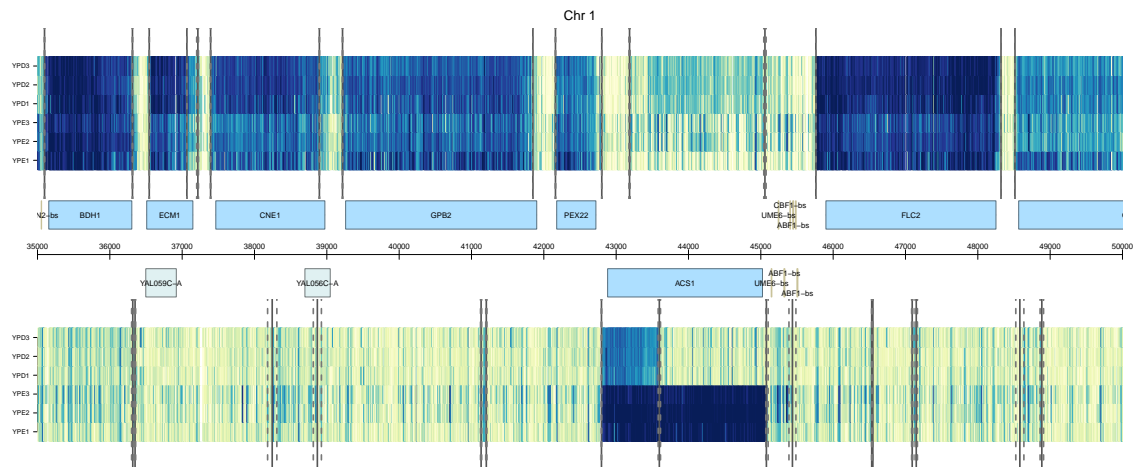 Chr 1
YPD3
YPD2
YPD1
YPE3
YPE2
YPE1
N2−bs BDH1 ECM1 CNE1 GPB2 PEX22 FLC2
CBF1−bs
UME6−bs
ABF1−bs
35000 36000 37000 38000 39000 40000 41000 42000 43000 44000 45000 46000 47000 48000 49000 50000
ABF1−bs
YAL059C−A YAL056C−A ACS1 UME6−bs
ABF1−bs
YPD3
YPD2
YPD1
YPE3
YPE2
YPE1